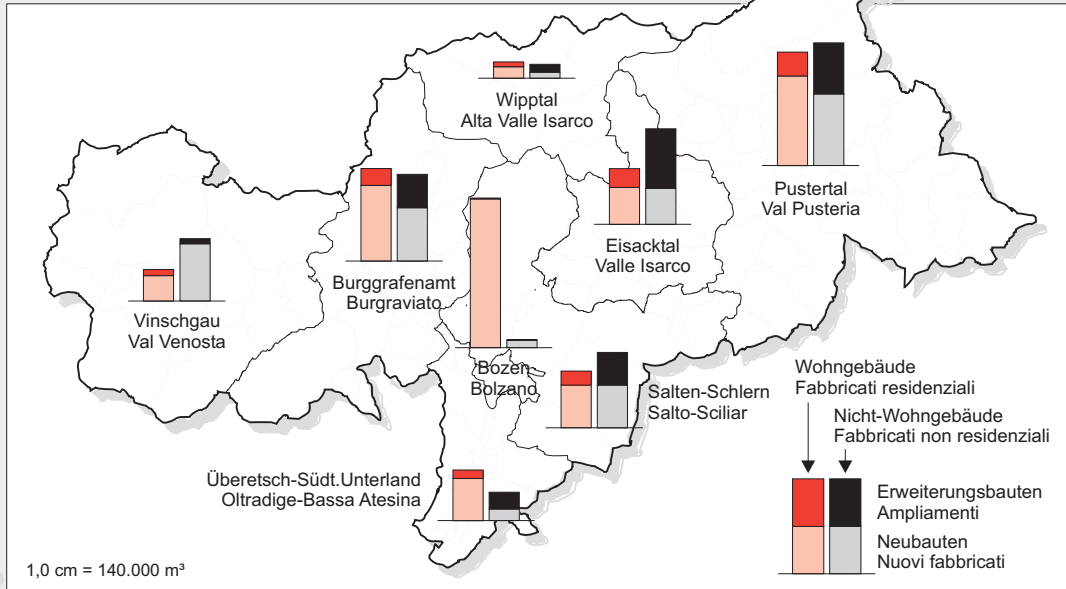 Wipptal
Alta Valle Isarco
Pustertal
Val Pusteria
Eisacktal
Valle Isarco
Burggrafenamt
Burgraviato
Vinschgau
Val Venosta
Bozen
Bolzano
Salten-Schlern
Salto-Sciliar
Überetsch-Südt.Unterland
Oltradige-Bassa Atesina
Wohngebäude
Fabbricati residenziali
Nicht-Wohngebäude
Fabbricati non residenziali
Erweiterungsbauten
Ampliamenti
Neubauten
Nuovi fabbricati
1,0 cm = 140.000 m³